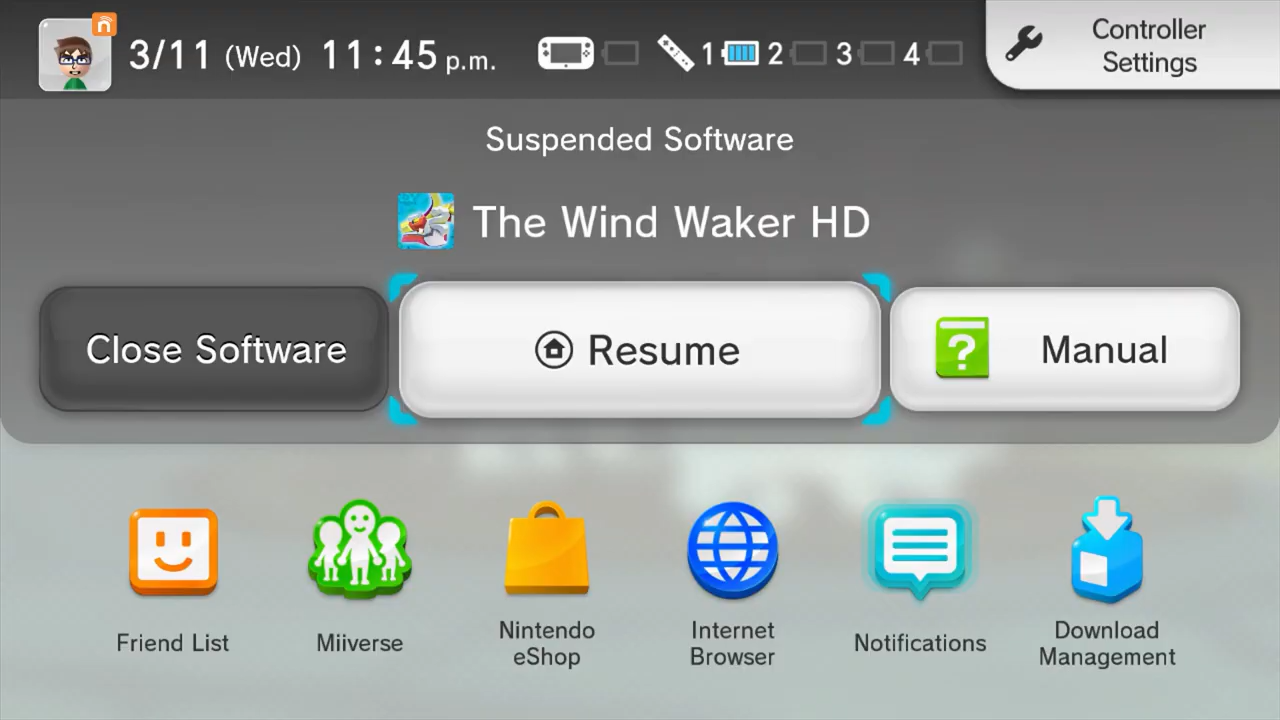 3/11 (Wed) 11:45 p.m. 1 2 3 4
Controller
Settings
Suspended Software
The Wind Waker HD
Close Software
Resume
? Manual
Friend List
Miiverse
Nintendo
eShop
Internet
Browser
Notifications
Download
Management